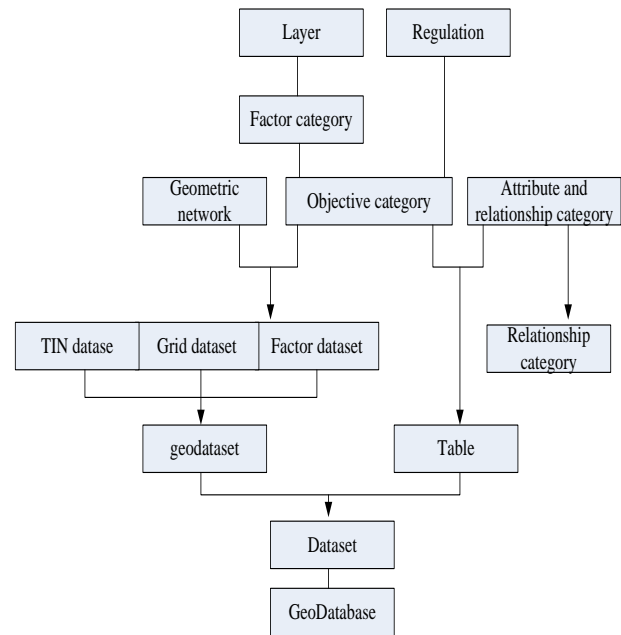 Layer
Regulation
Factor category
Geometric
network
Objective category
Attribute and
relationship category
TIN datase
Grid dataset
Factor dataset
Relationship
category
geodataset
Table
Dataset
GeoDatabase